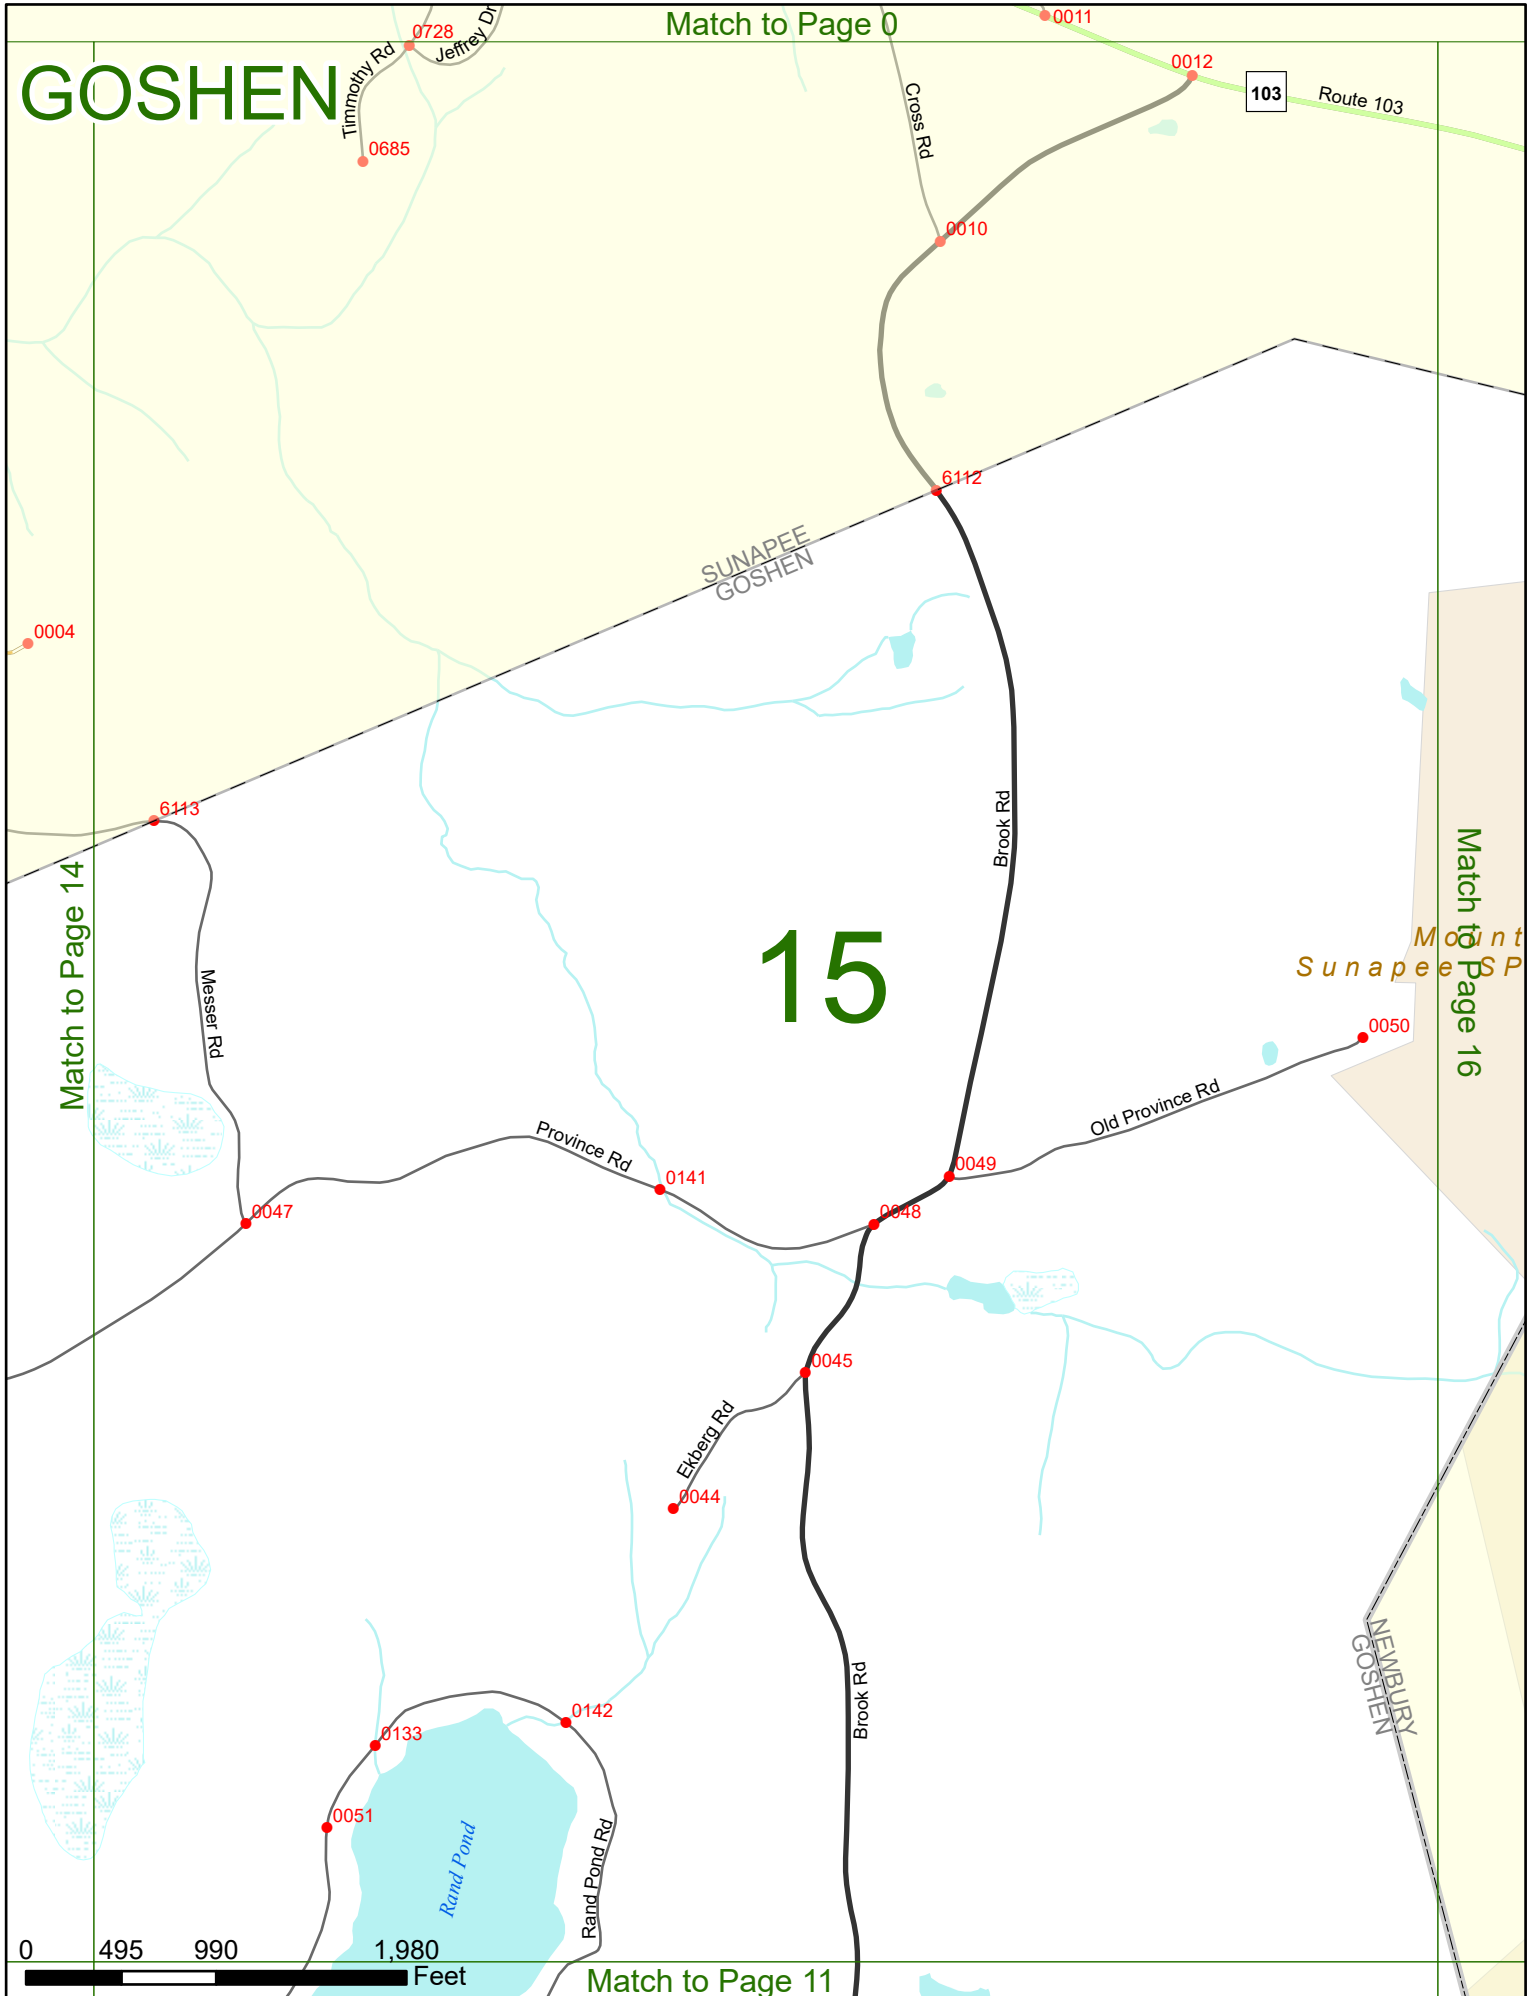 Match to Page 0
0011
0728
Jeffrey Dr
Timmothy Rd
GOSHEN
0012
103
Route 103
Cross Rd
0685
0010
6112
SUNAPEE
GOSHEN
0004
6113
Brook Rd
Match to Page 14
Match to Page 16
15
Mount
Sunapee SP
Messer Rd
0050
Old Province Rd
Province Rd
0141
0049
0047
0048
0045
Ekberg Rd
0044
NEWBURY
GOSHEN
Brook Rd
0142
0133
0051
Rand Pond
Rand Pond Rd
0 495 990 1,980
Feet
Match to Page 11